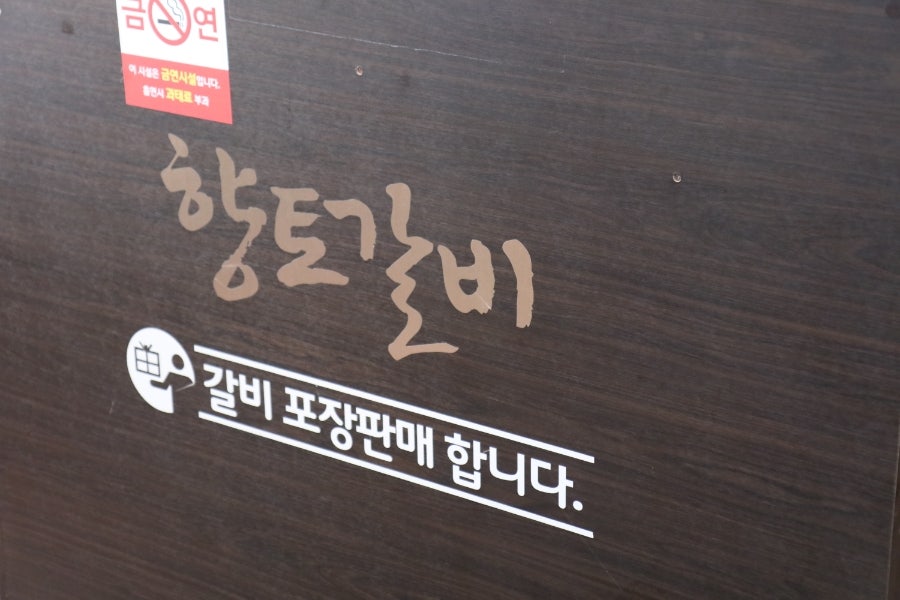 금연
이 시설은 금연시설입니다.
흡연시 과태료 부과
향토갈비
갈비 포장판매 합니다.